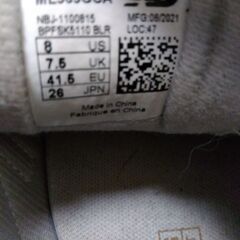 NBJ-1100815 MFG:06/2021
BPFSK5110 BLR LOC:47
8 US
7.5 UK
41.5 EU
26 JPN
Made in China
Fabriqué en Chine